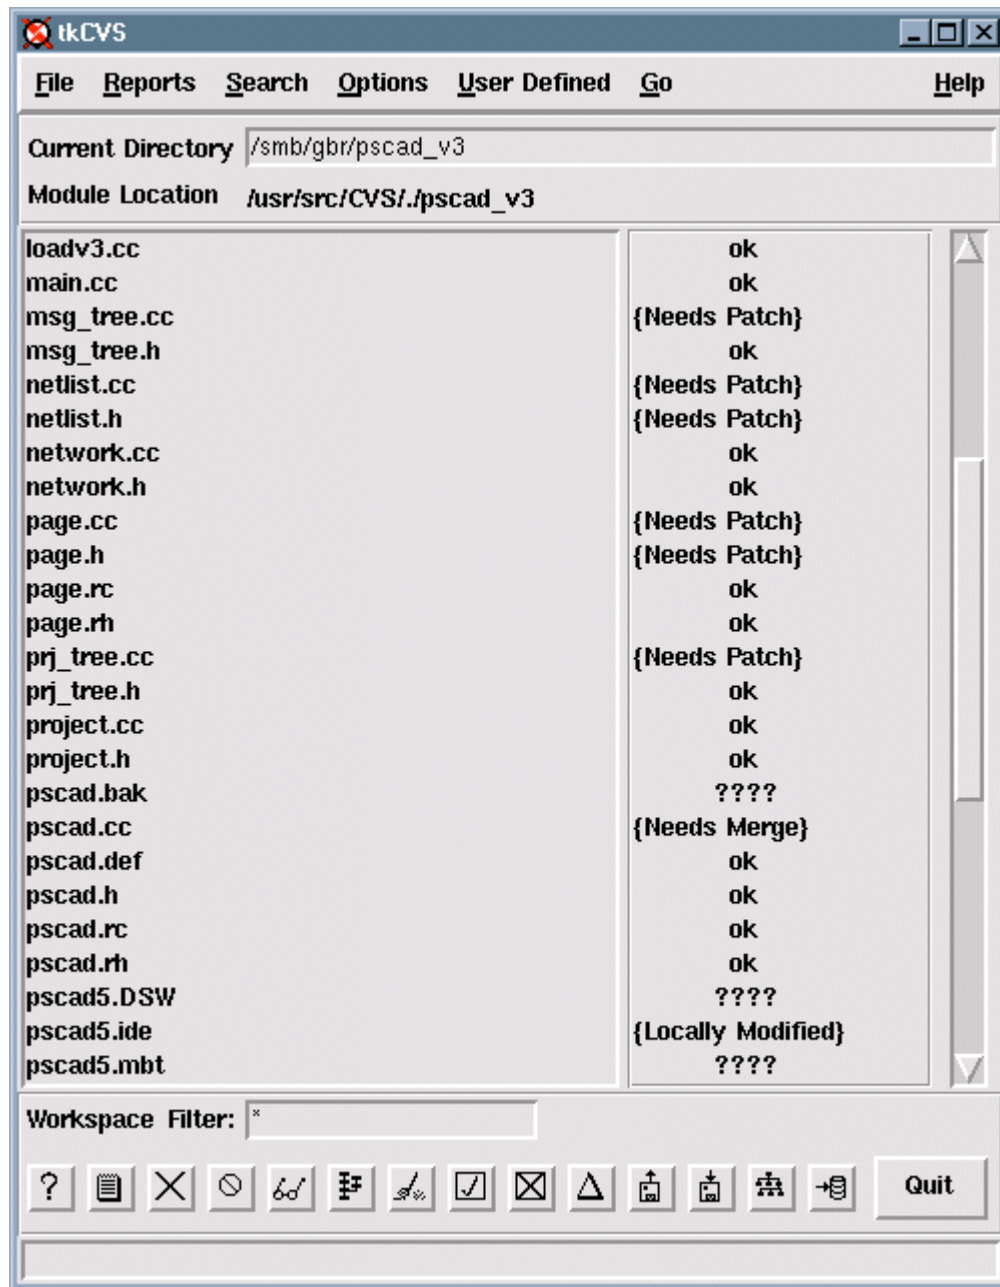 tkCVS
File Reports Search Options User Defined Go Help
Current Directory /smb/gbr/pscad_v3
Module Location /usr/src/CVS/./pscad_v3
loadv3.cc ok
main.cc ok
msg_tree.cc {Needs Patch}
msg_tree.h ok
netlist.cc {Needs Patch}
netlist.h {Needs Patch}
network.cc ok
network.h ok
page.cc {Needs Patch}
page.h {Needs Patch}
page.rc ok
page.rh ok
prj_tree.cc {Needs Patch}
prj_tree.h ok
project.cc ok
project.h ok
pscad.bak ????
pscad.cc {Needs Merge}
pscad.def ok
pscad.h ok
pscad.rc ok
pscad.rh ok
pscad5.DSW ????
pscad5.ide {Locally Modified}
pscad5.mbt ????
Workspace Filter: *
? Quit